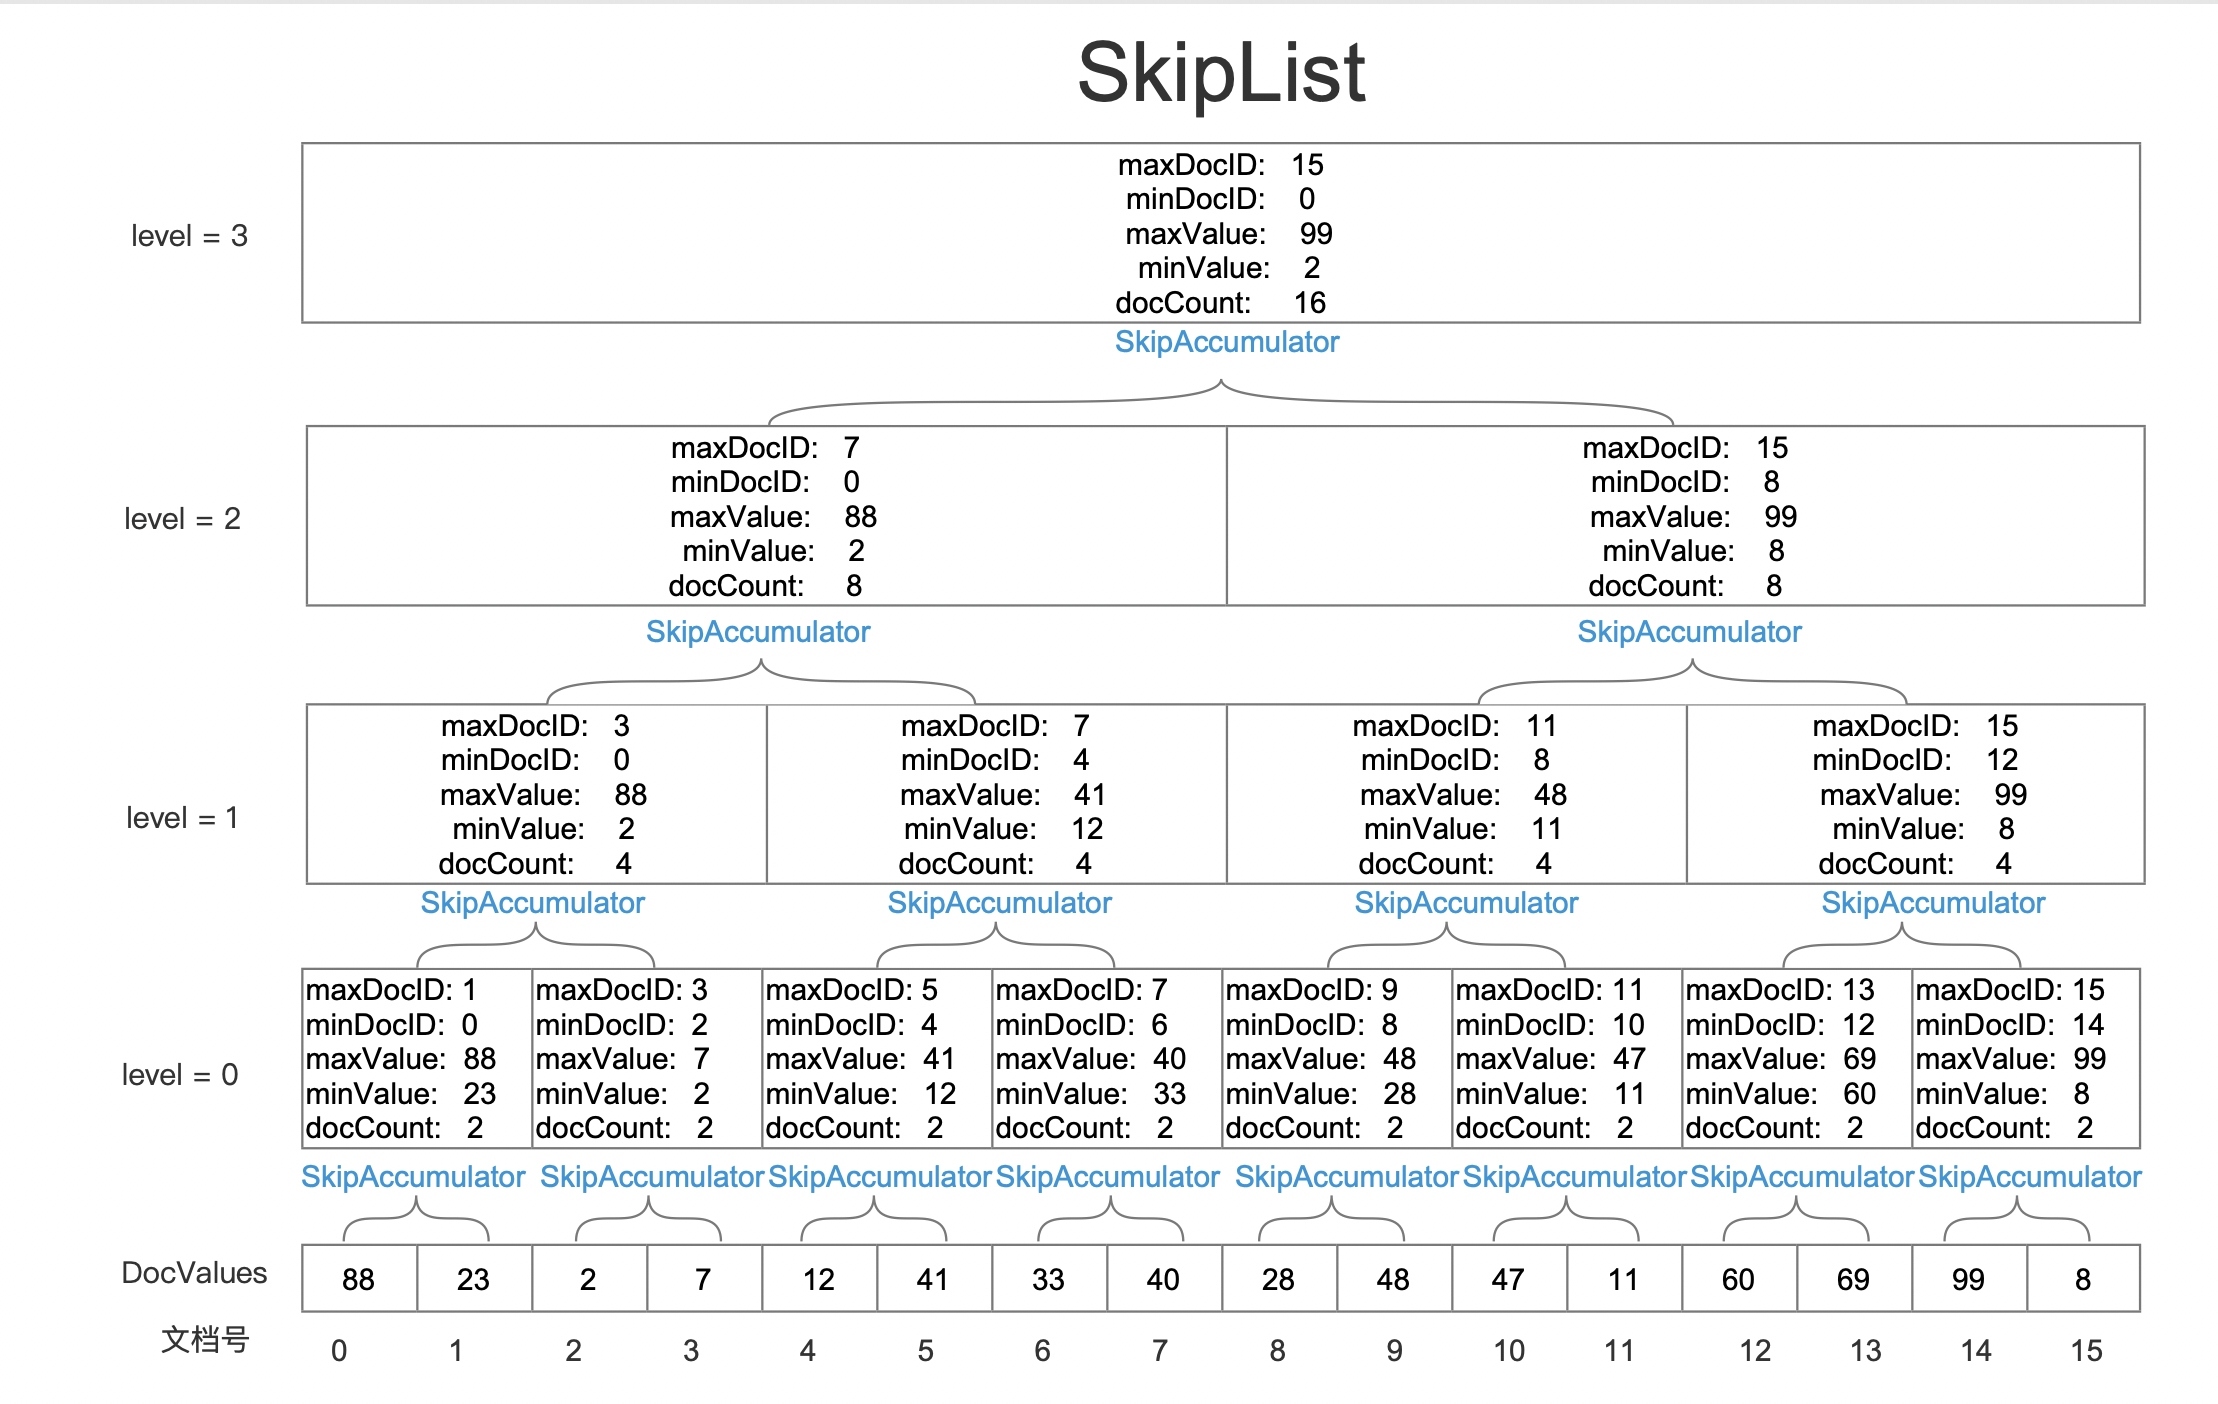 SkipList
level = 3
maxDocID: 15
minDocID: 0
maxValue: 99
minValue: 2
docCount: 16
SkipAccumulator
level = 2
maxDocID: 7
minDocID: 0
maxValue: 88
minValue: 2
docCount: 8
SkipAccumulator
maxDocID: 15
minDocID: 8
maxValue: 99
minValue: 8
docCount: 8
SkipAccumulator
level = 1
maxDocID: 3
minDocID: 0
maxValue: 88
minValue: 2
docCount: 4
SkipAccumulator
maxDocID: 7
minDocID: 4
maxValue: 41
minValue: 12
docCount: 4
SkipAccumulator
maxDocID: 11
minDocID: 8
maxValue: 48
minValue: 11
docCount: 4
SkipAccumulator
maxDocID: 15
minDocID: 12
maxValue: 99
minValue: 8
docCount: 4
SkipAccumulator
level = 0
maxDocID: 1
minDocID: 0
maxValue: 88
minValue: 23
docCount: 2
SkipAccumulator
maxDocID: 3
minDocID: 2
maxValue: 7
minValue: 2
docCount: 2
SkipAccumulator
maxDocID: 5
minDocID: 4
maxValue: 41
minValue: 12
docCount: 2
SkipAccumulator
maxDocID: 7
minDocID: 6
maxValue: 40
minValue: 33
docCount: 2
SkipAccumulator
maxDocID: 9
minDocID: 8
maxValue: 48
minValue: 28
docCount: 2
SkipAccumulator
maxDocID: 11
minDocID: 10
maxValue: 47
minValue: 11
docCount: 2
SkipAccumulator
maxDocID: 13
minDocID: 12
maxValue: 69
minValue: 60
docCount: 2
SkipAccumulator
maxDocID: 15
minDocID: 14
maxValue: 99
minValue: 8
docCount: 2
SkipAccumulator
DocValues 88 23 2 7 12 41 33 40 28 48 47 11 60 69 99 8
文档号 0 1 2 3 4 5 6 7 8 9 10 11 12 13 14 15